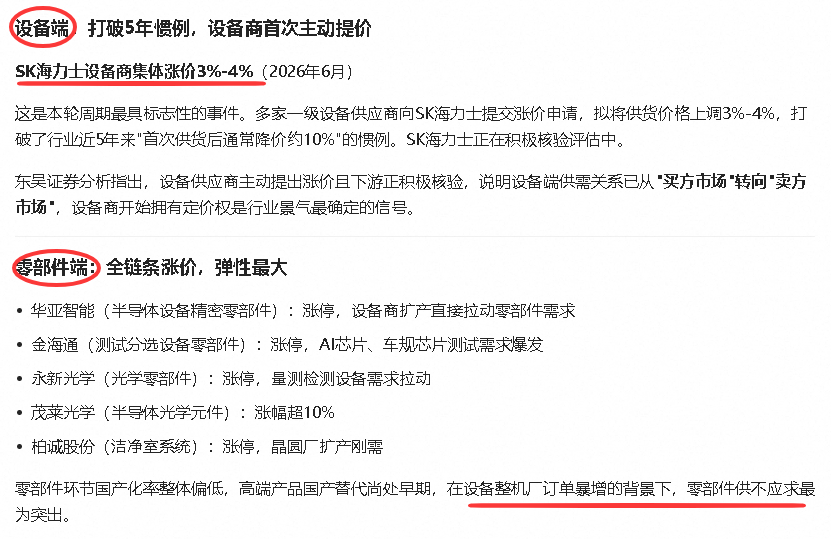 设备端：打破5年惯例，设备商首次主动提价
SK海力士设备商集体涨价3%-4%（2026年6月）
这是本轮周期最具标志性的事件。多家一级设备供应商向SK海力士提交涨价申请，拟将供货价格上调3%-4%，打
破了行业近5年来"首次供货后通常降价约10%"的惯例。SK海力士正在积极核验评估中。
东吴证券分析指出，设备供应商主动提出涨价且下游正积极核验，说明设备端供需关系已从"买方市场"转向"卖方
市场"，设备商开始拥有定价权是行业景气最确定的信号。
零部件端：全链条涨价，弹性最大
• 华亚智能（半导体设备精密零部件）：涨停，设备商扩产直接拉动零部件需求
• 金海通（测试分选设备零部件）：涨停，AI芯片、车规芯片测试需求爆发
• 永新光学（光学零部件）：涨停，量测检测设备需求拉动
• 茂莱光学（半导体光学元件）：涨幅超10%
• 柏诚股份（洁净室系统）：涨停，晶圆厂扩产刚需
零部件环节国产化率整体偏低，高端产品国产替代尚处早期，在设备整机厂订单暴增的背景下，零部件供不应求最
为突出。